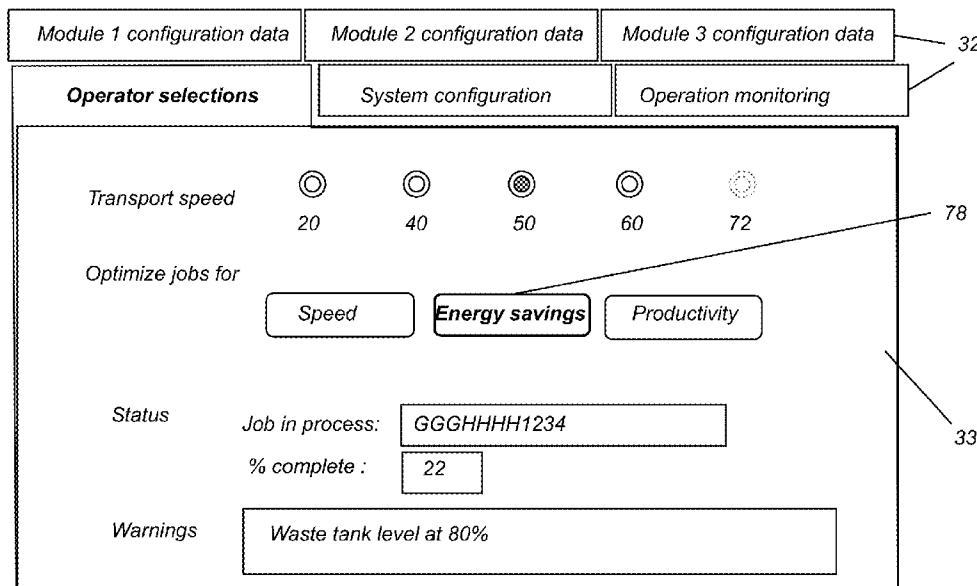 Module 1 configuration data Module 2 configuration data Module 3 configuration data
32
Operator selections System configuration Operation monitoring
Transport speed
20 40 50 60 72
78
Optimize jobs for
Speed Energy savings Productivity
Status Job in process: GGGHHHH1234
33
% complete : 22
Warnings Waste tank level at 80%